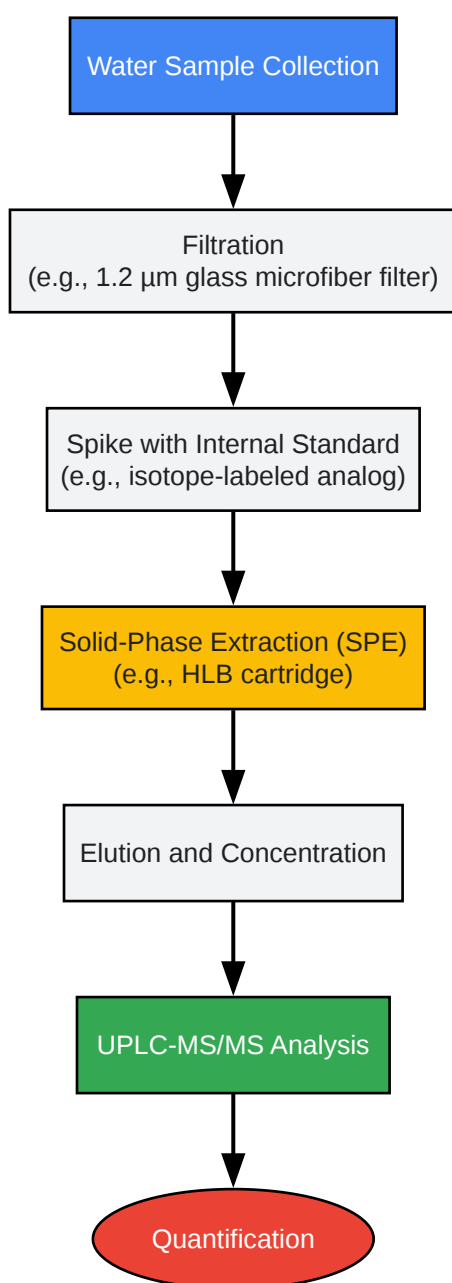 Water Sample Collection
Filtration
(e.g., 1.2 µm glass microfiber filter)
Spike with Internal Standard
(e.g., isotope-labeled analog)
Solid-Phase Extraction (SPE)
(e.g., HLB cartridge)
Elution and Concentration
UPLC-MS/MS Analysis
Quantification